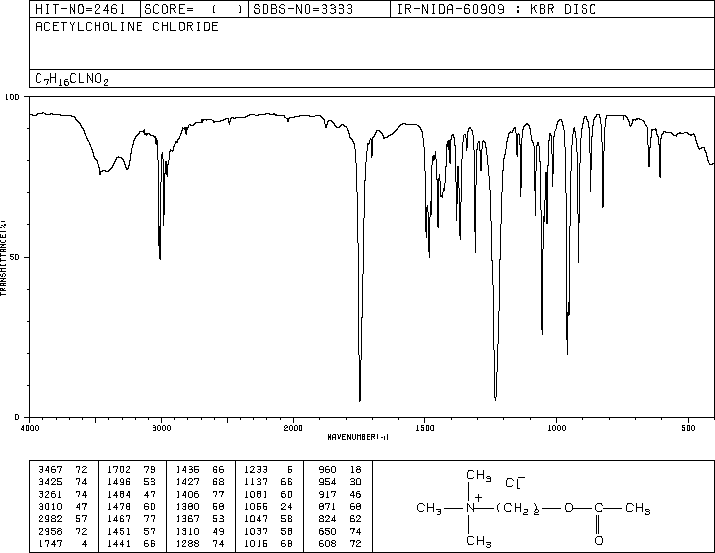 HIT-NO=2461 SCORE= ( ) SDBS-NO=3333 IR-NIDA-60909 : KBR DISC
ACETYLCHOLINE CHLORIDE
C7H16CLNO2
100
50
0
TRANSMITTANCE(%)
4000 3000 2000 1500 1000 500
WAVENUMBER(-1)
3467 72 1702 79 1436 66 1233 5 960 18
3425 74 1496 53 1427 68 1137 66 954 30
3261 74 1484 47 1406 77 1081 60 917 46
3010 47 1478 60 1380 58 1055 24 871 68
2982 57 1467 77 1367 53 1047 58 824 62
2958 72 1451 57 1310 49 1037 58 650 74
1747 4 1441 66 1288 74 1016 68 608 72
CH3 Cl−
CH3—N+—(CH2)2—O—C—CH3
CH3 O